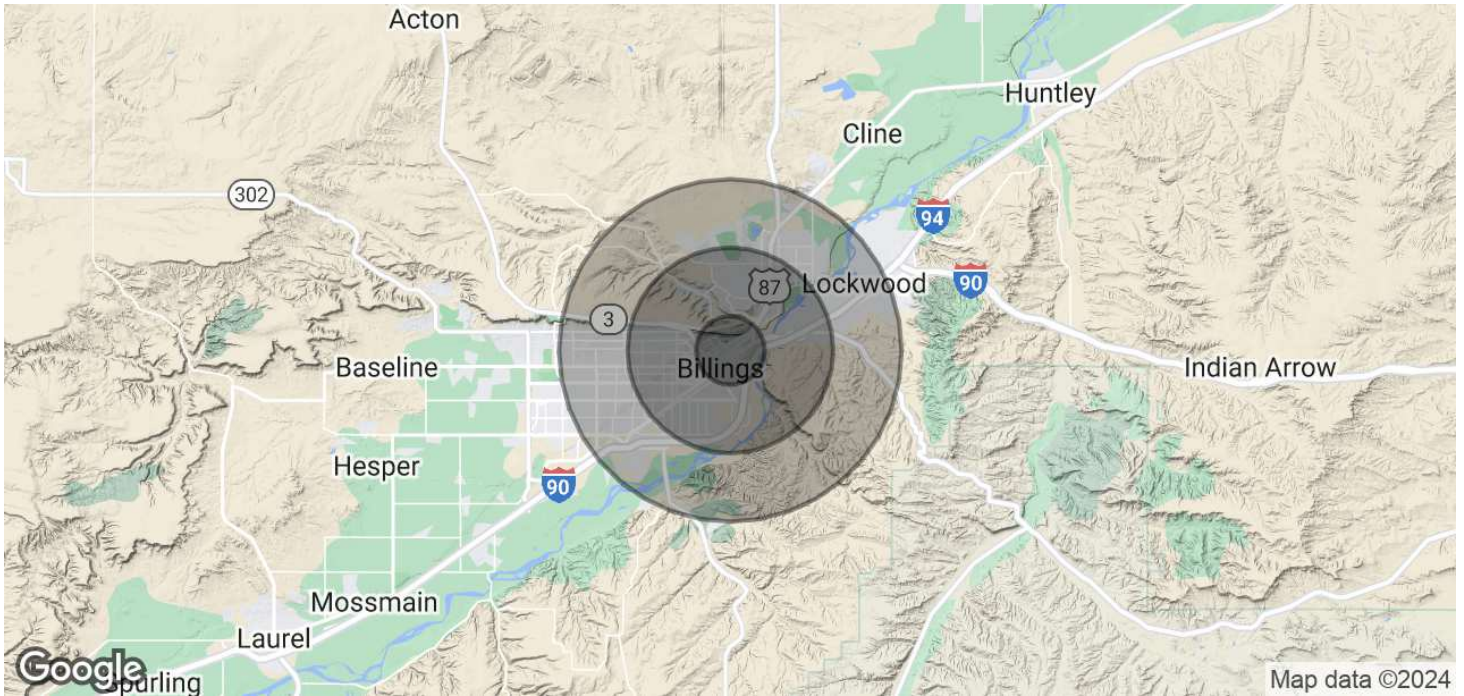 Acton
Huntley
Cline
302
94
87
Lockwood
90
3
Baseline
Billings
Indian Arrow
Hesper
90
Mossmain
Laurel
Google
Spurling
Map data ©2024